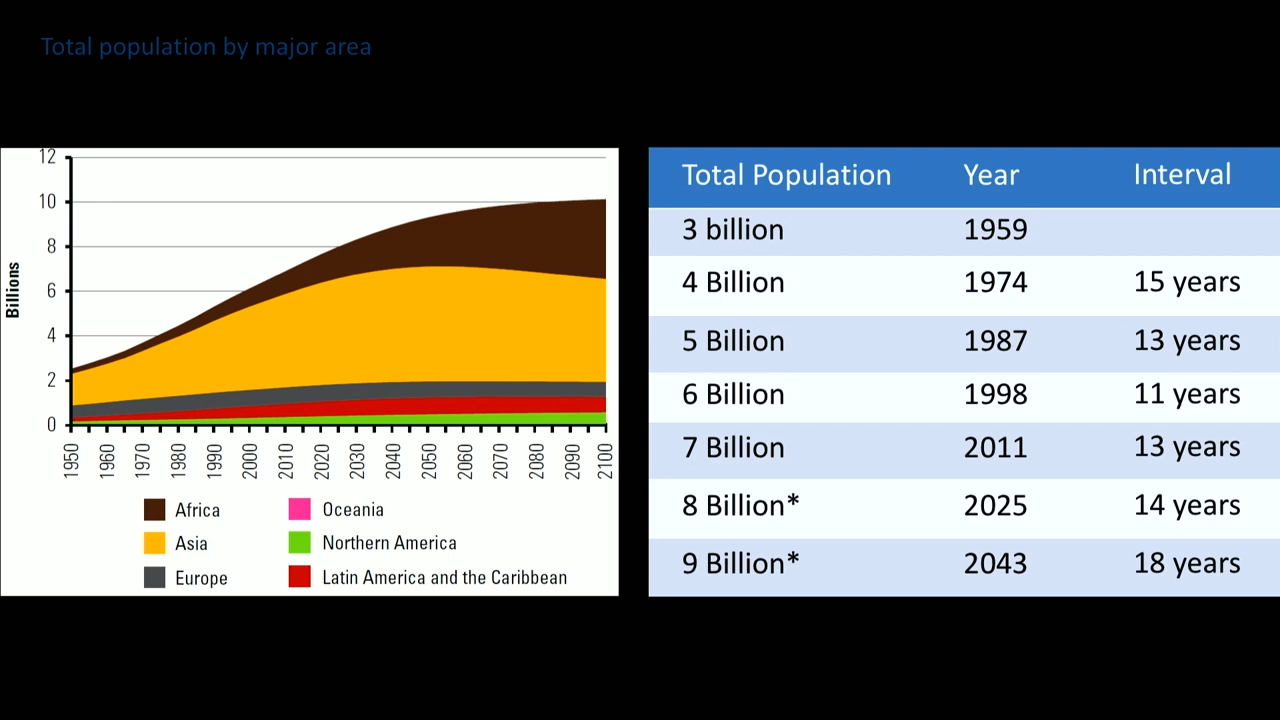 Total population by major area
12
10
8
6
4
2
0
Billions
1950 1960 1970 1980 1990 2000 2010 2020 2030 2040 2050 2060 2070 2080 2090 2100
Africa Oceania
Asia Northern America
Europe Latin America and the Caribbean
Total Population Year Interval
3 billion 1959
4 Billion 1974 15 years
5 Billion 1987 13 years
6 Billion 1998 11 years
7 Billion 2011 13 years
8 Billion* 2025 14 years
9 Billion* 2043 18 years